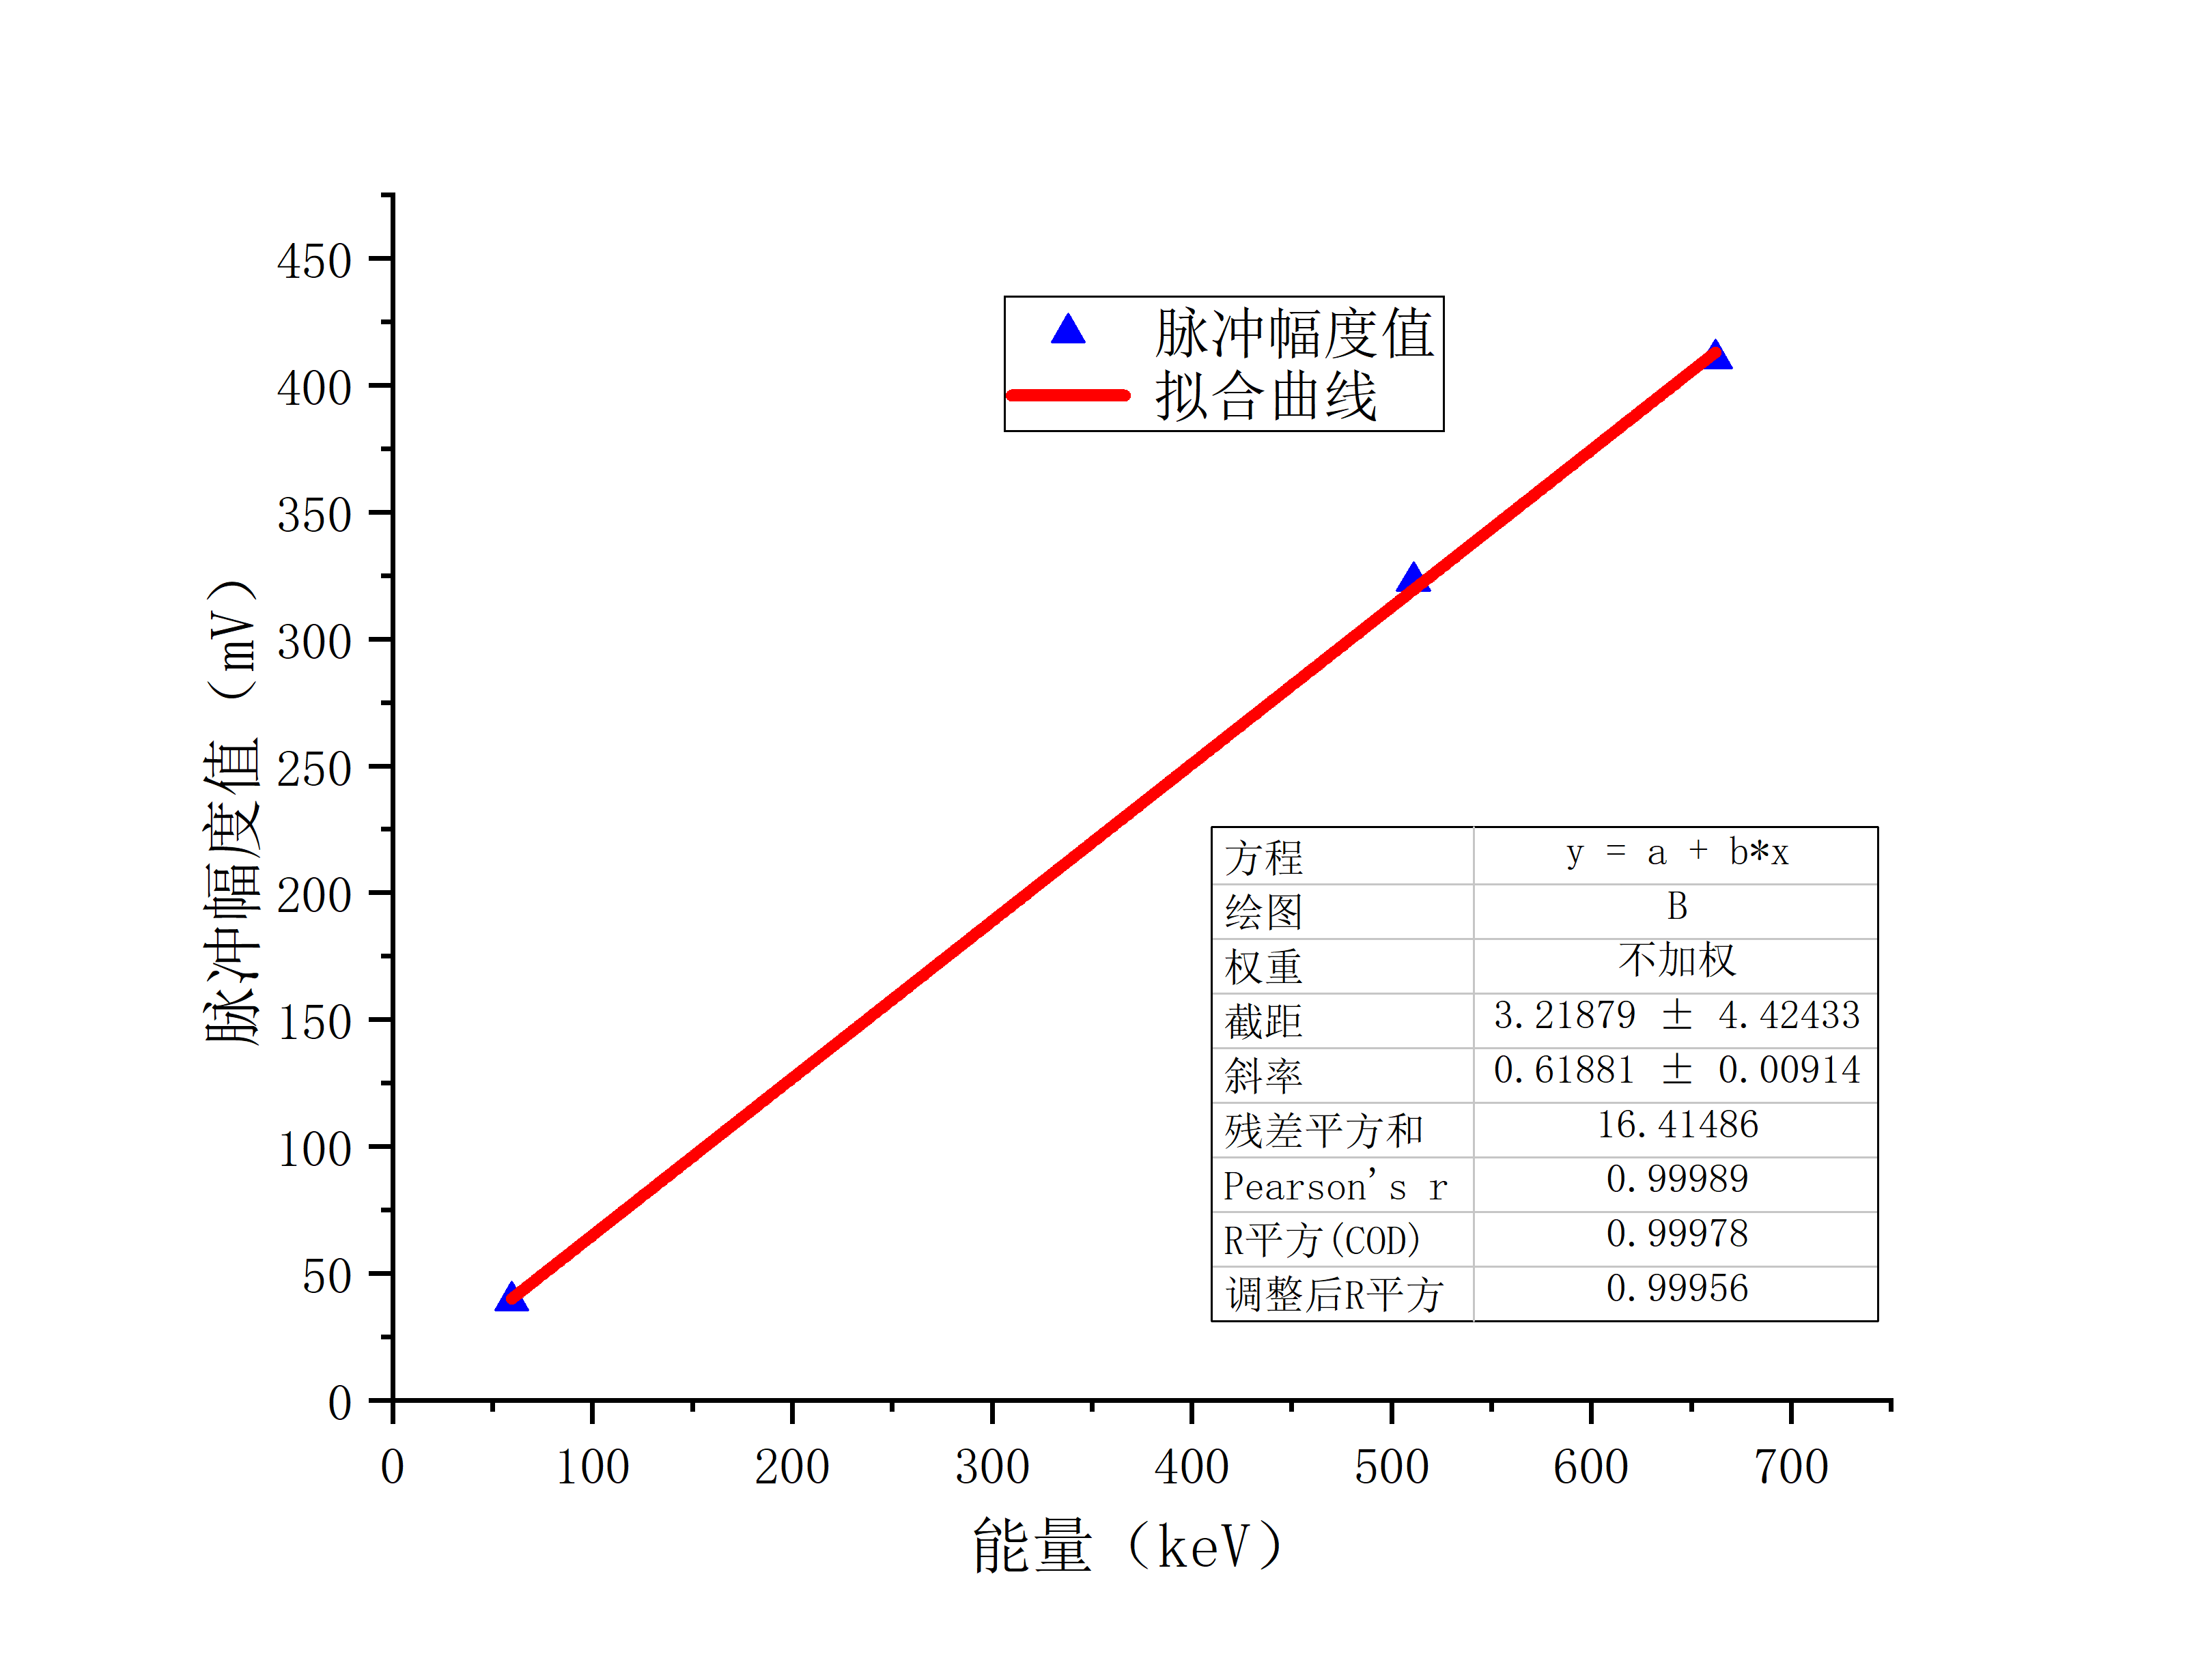 450
400
350
300
250
200
150
100
50
0
脉冲幅度值（mV）
脉冲幅度值
拟合曲线
方程 y = a + b*x
绘图 B
权重 不加权
截距 3.21879 ± 4.42433
斜率 0.61881 ± 0.00914
残差平方和 16.41486
Pearson's r 0.99989
R平方(COD) 0.99978
调整后R平方 0.99956
0 100 200 300 400 500 600 700
能量（keV）